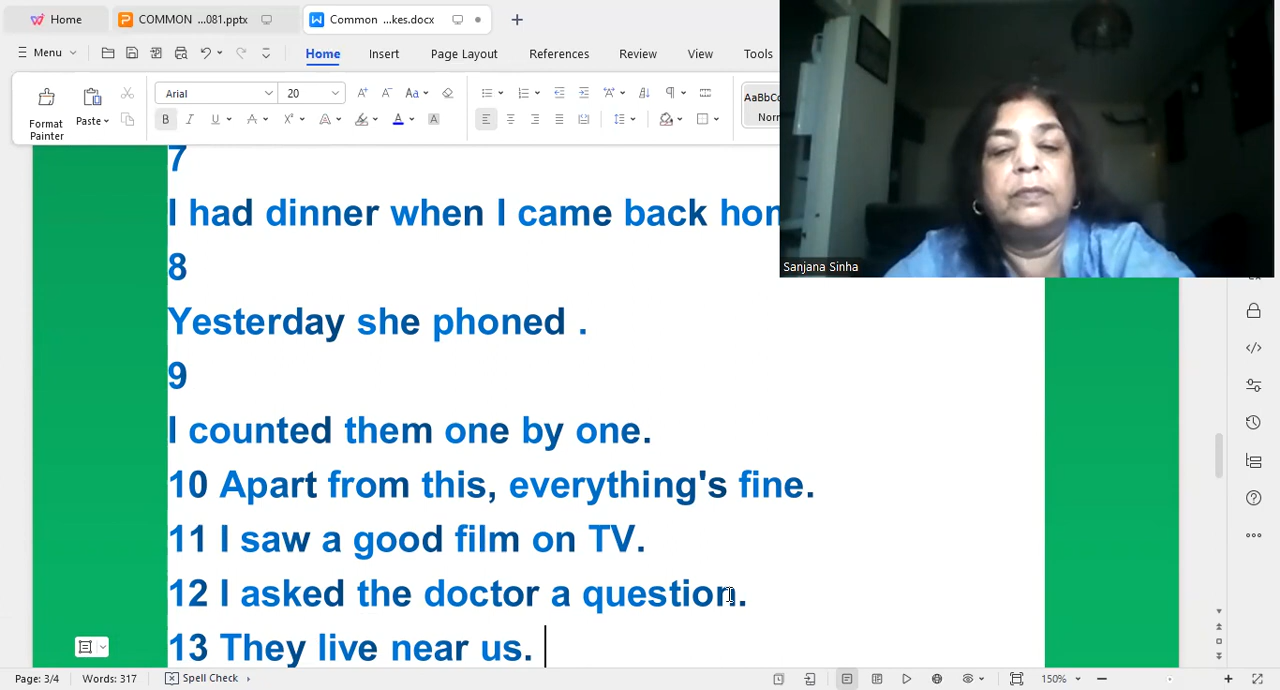 Home
COMMON ...081.pptx
Common ...kes.docx
Menu
Home
Insert
Page Layout
References
Review
View
Tools
Format Painter
Paste
Arial
20
AaBbCc
Norr
7
I had dinner when I came back hon
8
Yesterday she phoned .
9
I counted them one by one.
10 Apart from this, everything's fine.
11 I saw a good film on TV.
12 I asked the doctor a question.
13 They live near us.
Sanjana Sinha
Page: 3/4
Words: 317
Spell Check
150%